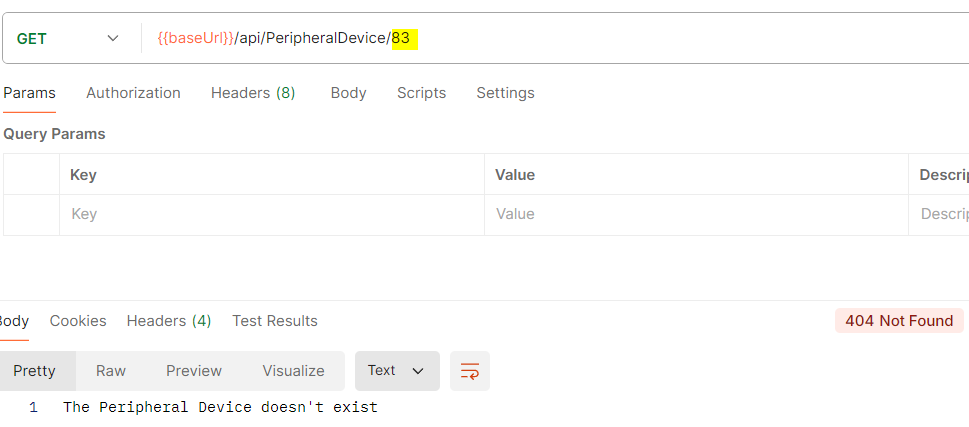 GET {{baseUrl}}/api/PeripheralDevice/83
Params Authorization Headers (8) Body Scripts Settings
Query Params
Key Value Descrip
Key Value Descrip
Body Cookies Headers (4) Test Results 404 Not Found
Pretty Raw Preview Visualize Text
1 The Peripheral Device doesn't exist